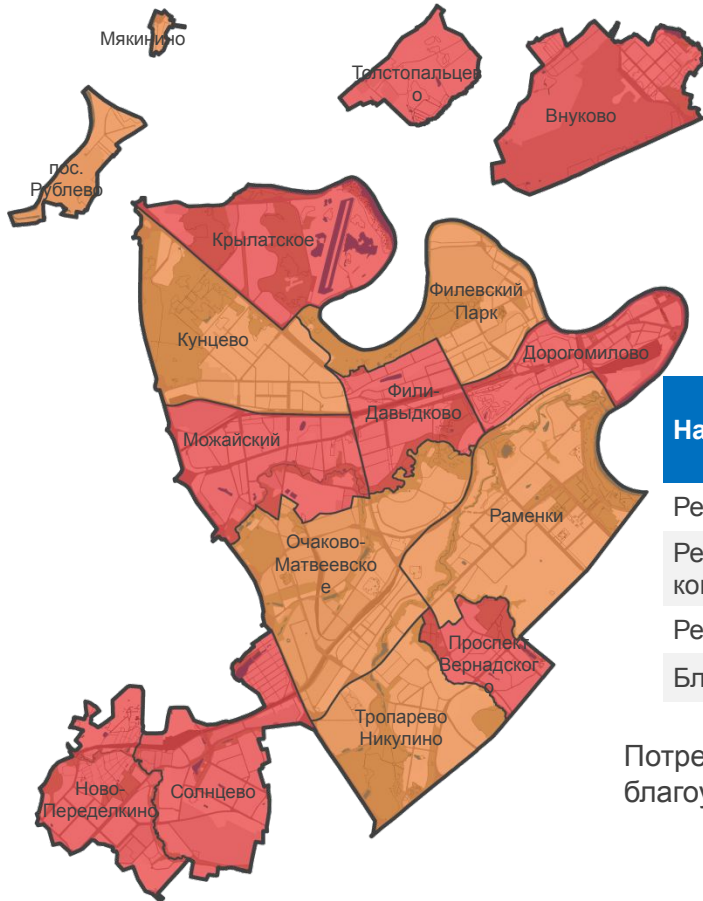 Мякинино
Толстопальцев
о
Внуково
пос.
Рублево
Крылатское
Филевский
Парк
Кунцево
Дорогомилово
Фили-
Давыдково
Можайский
На
Ре
Ре
ко
Ре
Бл
Раменки
Очаково-
Матвеевско
е
Проспект
Вернадског
о
Тропарево
Никулино
Потре
благоу
Ново-
Переделкино
Солнцево